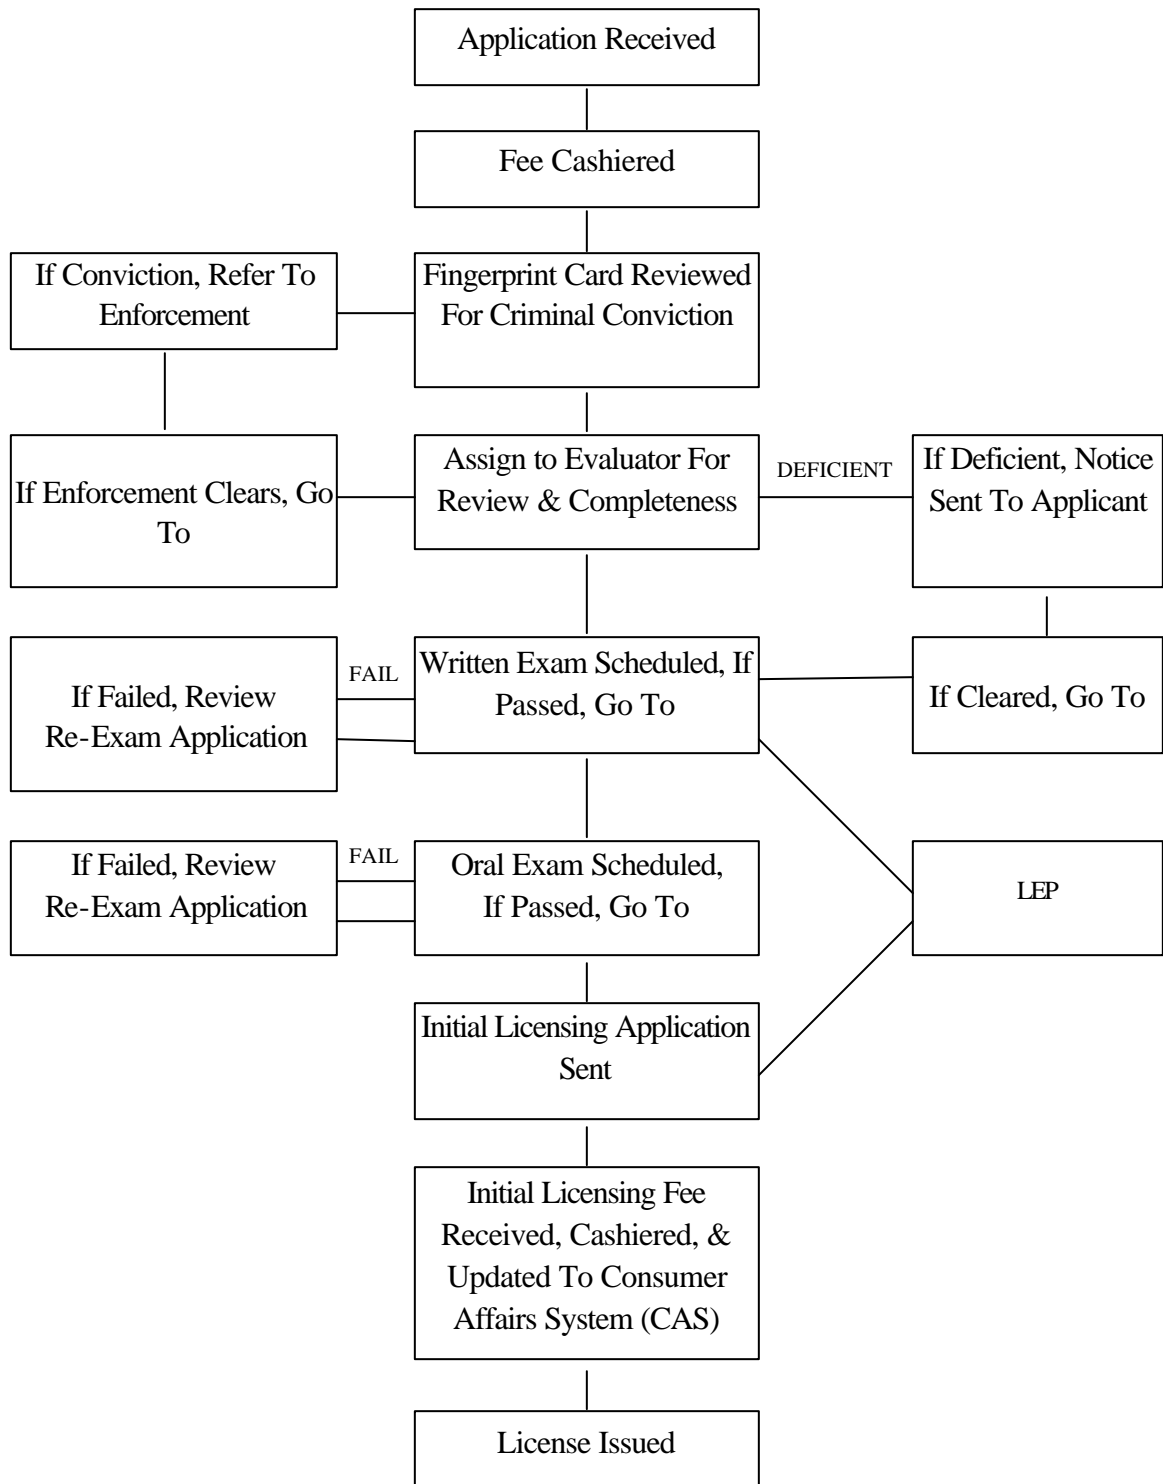 Application Received
Fee Cashiered
If Conviction, Refer To
Enforcement
Fingerprint Card Reviewed
For Criminal Conviction
If Enforcement Clears, Go
To
Assign to Evaluator For
Review & Completeness
DEFICIENT
If Deficient, Notice
Sent To Applicant
If Failed, Review
Re-Exam Application
FAIL
Written Exam Scheduled, If
Passed, Go To
If Cleared, Go To
If Failed, Review
Re-Exam Application
FAIL
Oral Exam Scheduled,
If Passed, Go To
LEP
Initial Licensing Application
Sent
Initial Licensing Fee
Received, Cashiered, &
Updated To Consumer
Affairs System (CAS)
License Issued